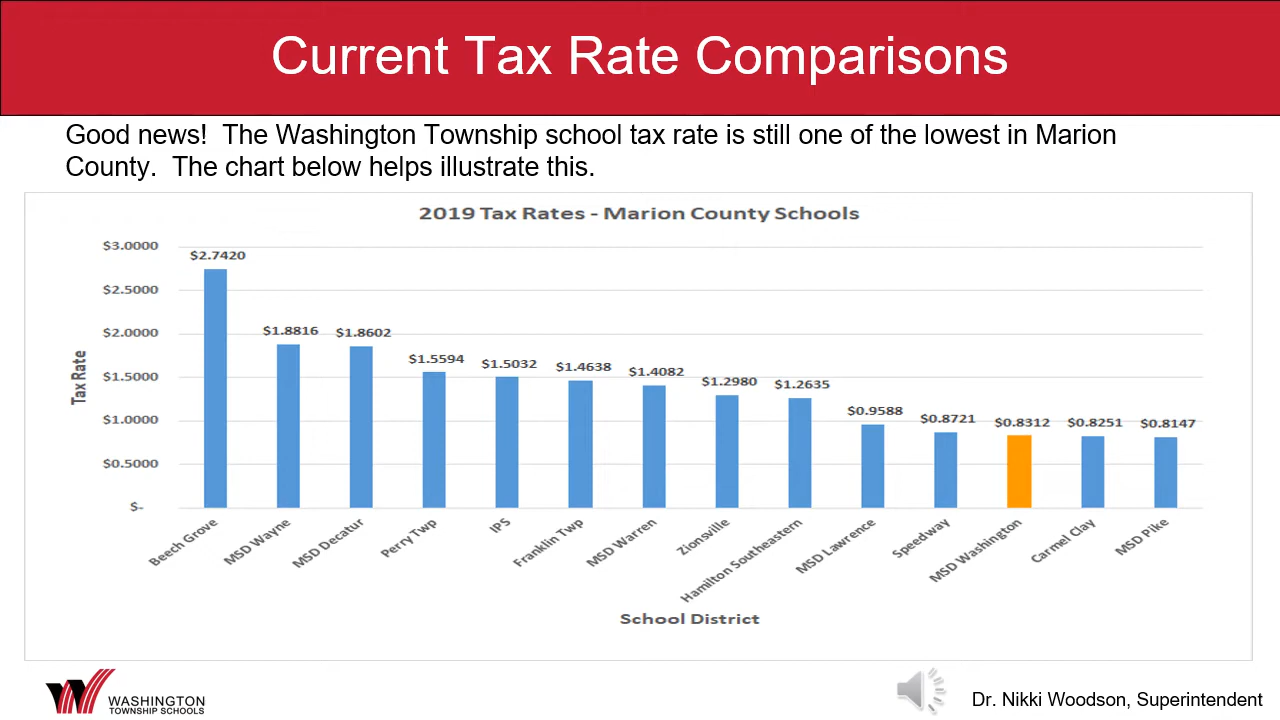 Current Tax Rate Comparisons
Good news!  The Washington Township school tax rate is still one of the lowest in Marion
County.  The chart below helps illustrate this.
2019 Tax Rates - Marion County Schools
Tax Rate
$3.0000
$2.5000
$2.0000
$1.5000
$1.0000
$0.5000
$-
$2.7420
$1.8816
$1.8602
$1.5594
$1.5032
$1.4638
$1.4082
$1.2980
$1.2635
$0.9588
$0.8721
$0.8312
$0.8251
$0.8147
Beech Grove
MSD Wayne
MSD Decatur
Perry Twp
IPS
Franklin Twp
MSD Warren
Zionsville
Hamilton Southeastern
MSD Lawrence
Speedway
MSD Washington
Carmel Clay
MSD Pike
School District
WASHINGTON
TOWNSHIP SCHOOLS
Dr. Nikki Woodson, Superintendent